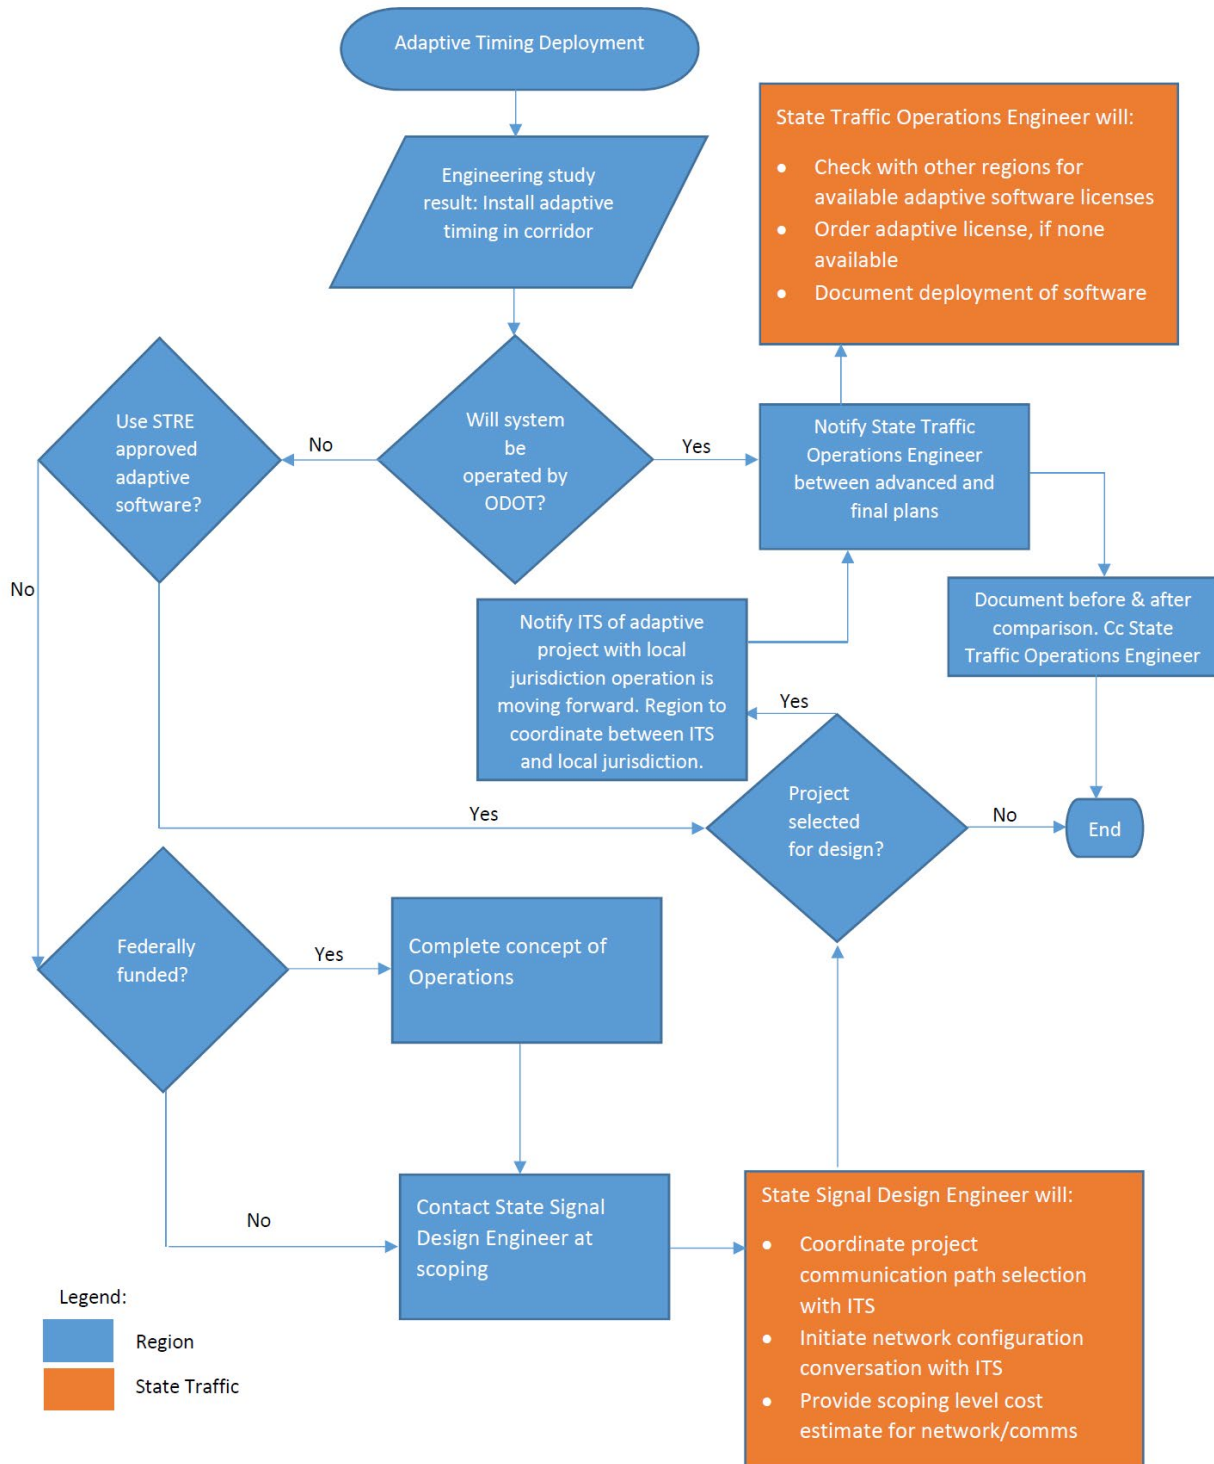 Adaptive Timing Deployment
Engineering study
result: Install adaptive
timing in corridor
State Traffic Operations Engineer will:
● Check with other regions for
available adaptive software licenses
● Order adaptive license, if none
available
● Document deployment of software
Use STRE
approved
adaptive
software?
No
Will system
be
operated by
ODOT?
Yes
Notify State Traffic
Operations Engineer
between advanced and
final plans
No
Notify ITS of adaptive
project with local
jurisdiction operation is
moving forward. Region to
coordinate between ITS
and local jurisdiction.
Document before & after
comparison. Cc State
Traffic Operations Engineer
Yes
Yes
Project
selected
for design?
No
End
Federally
funded?
Yes
Complete concept of
Operations
No
Contact State Signal
Design Engineer at
scoping
State Signal Design Engineer will:
● Coordinate project
communication path selection
with ITS
● Initiate network configuration
conversation with ITS
● Provide scoping level cost
estimate for network/comms
Legend:
Region
State Traffic